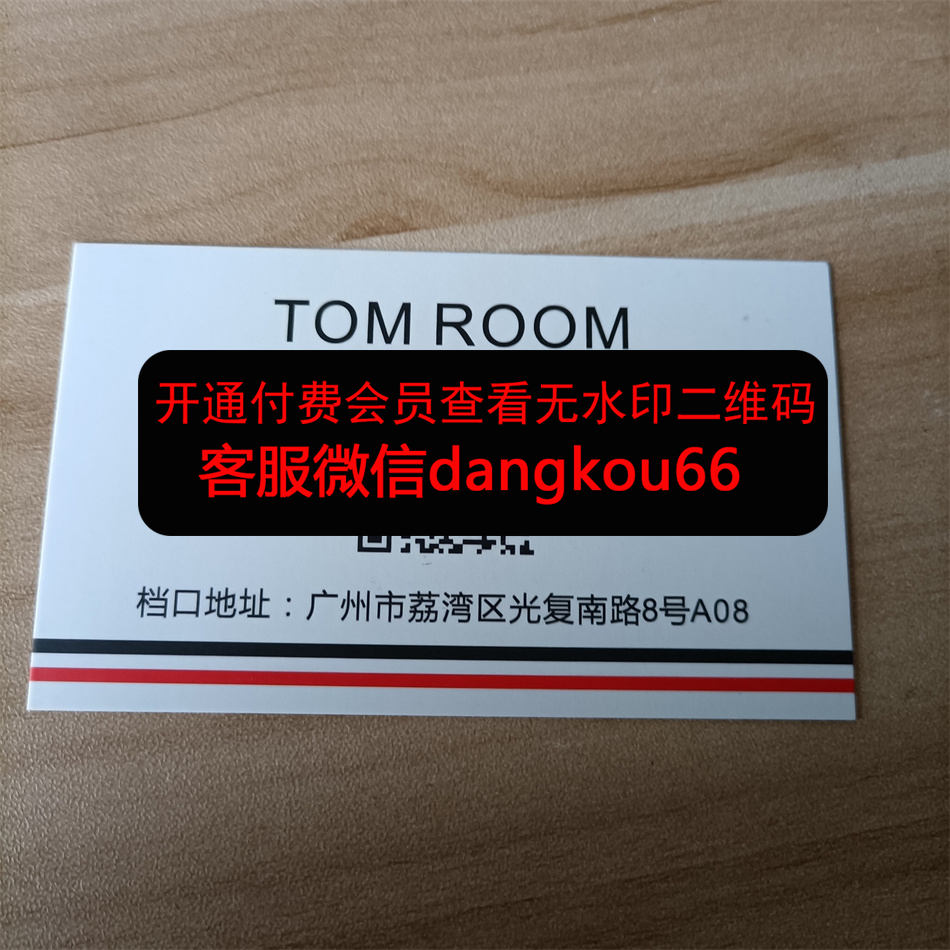 TOM ROOM
开通付费会员查看无水印二维码
客服微信dangkou66
档口地址：广州市荔湾区光复南路8号A08